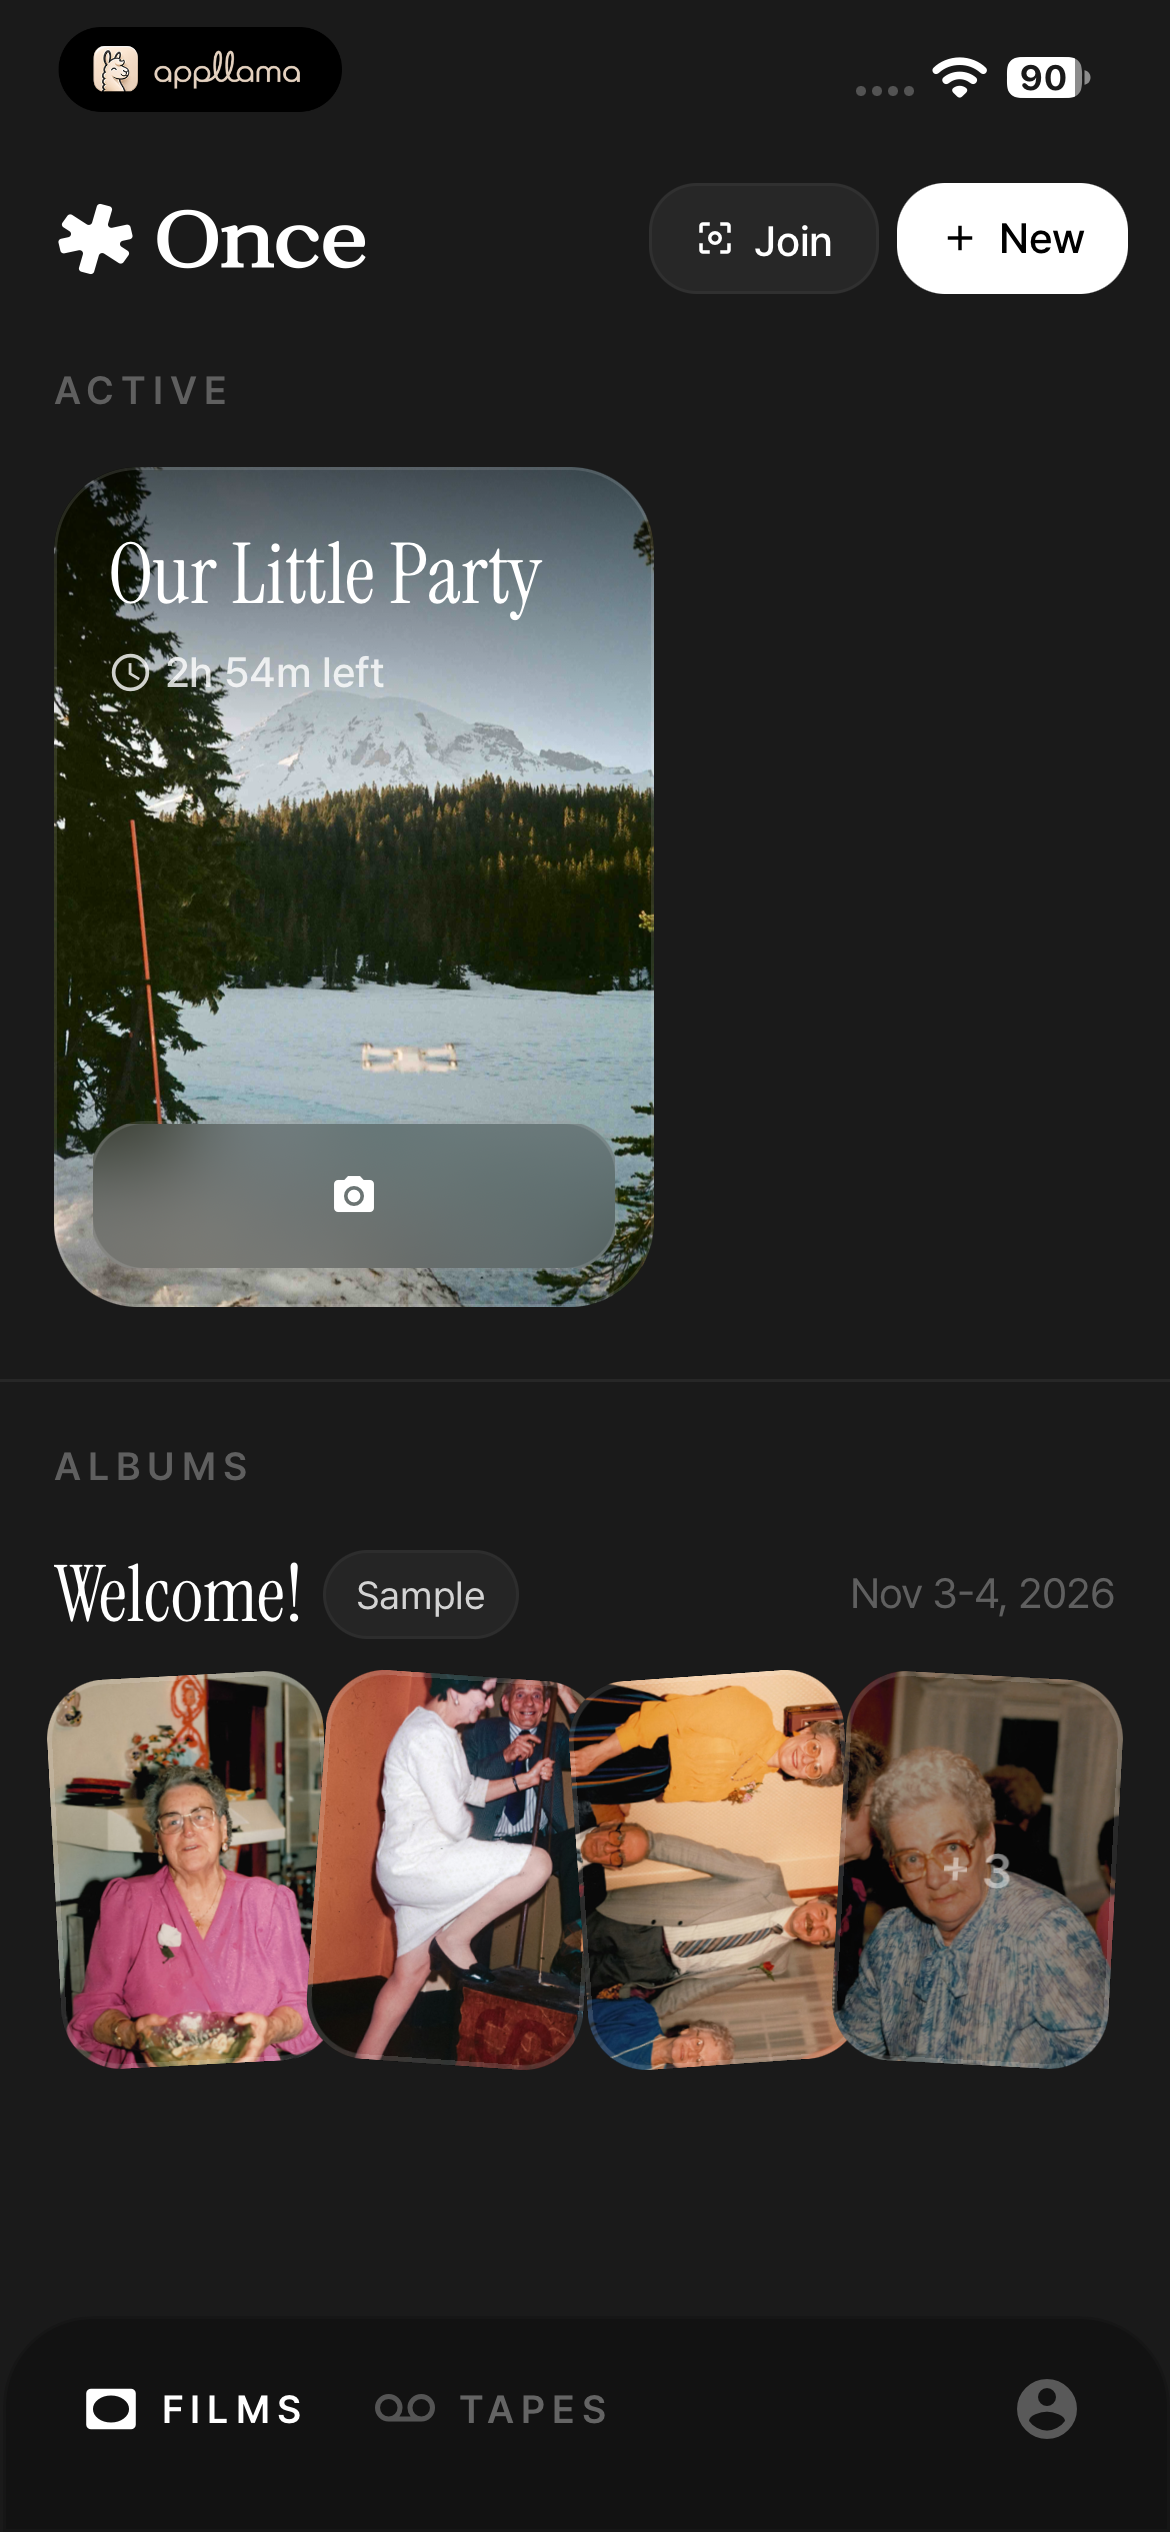 appllama
90
Once
Join
+ New
ACTIVE
Our Little Party
2h 54m left
ALBUMS
Welcome!
Sample
Nov 3-4, 2026
+ 3
FILMS
TAPES